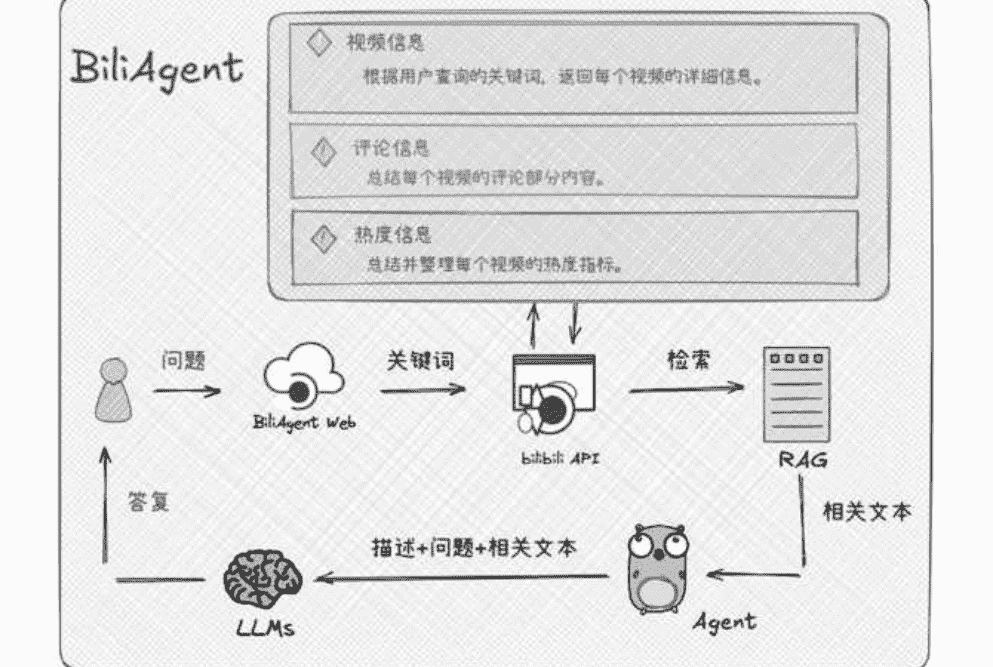 BiliAgent
视频信息
根据用户查询的关键词，返回每个视频的详细信息。
评论信息
总结每个视频的评论部分内容。
热度信息
总结并整理每个视频的热度指标。
问题
关键词
检索
BiliAgent Web
bilibili API
RAG
答复
相关文本
描述+问题+相关文本
LLMs
Agent